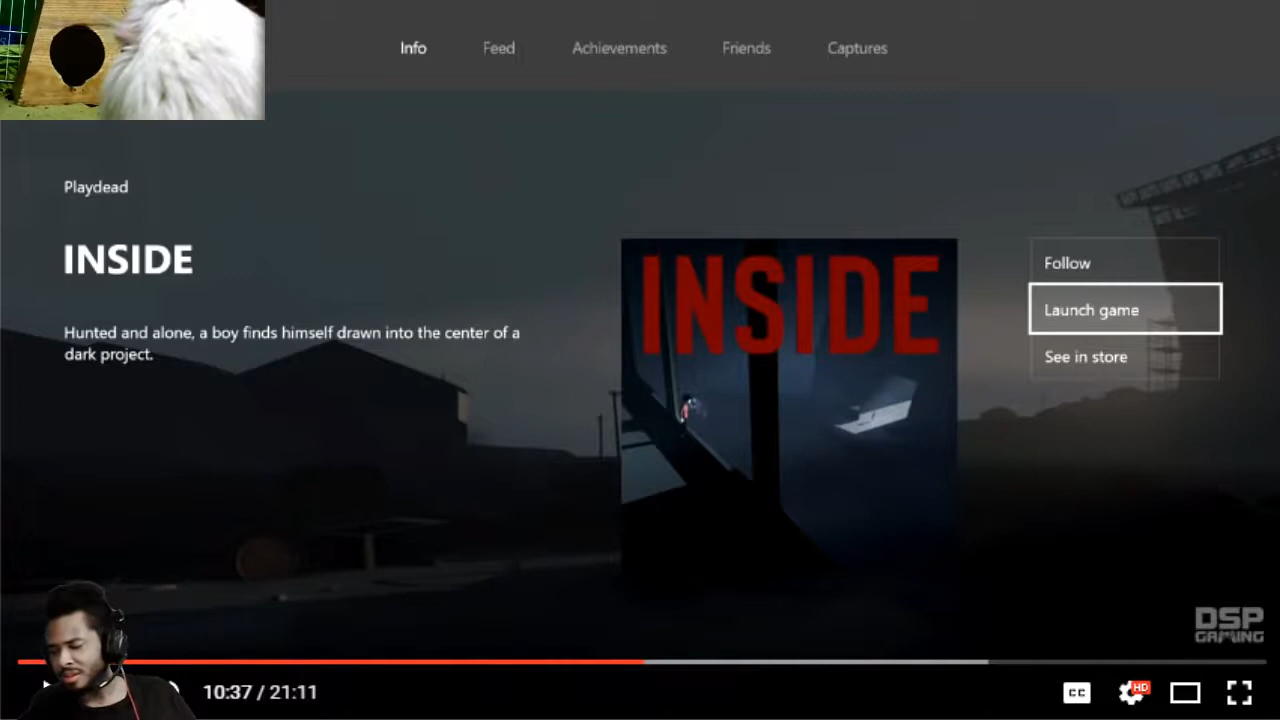 Info Feed Achievements Friends Captures
Playdead
INSIDE
Hunted and alone, a boy finds himself drawn into the center of a
dark project.
INSIDE
Follow
Launch game
See in store
DSP
GAMING
10:37 / 21:11
CC
HD